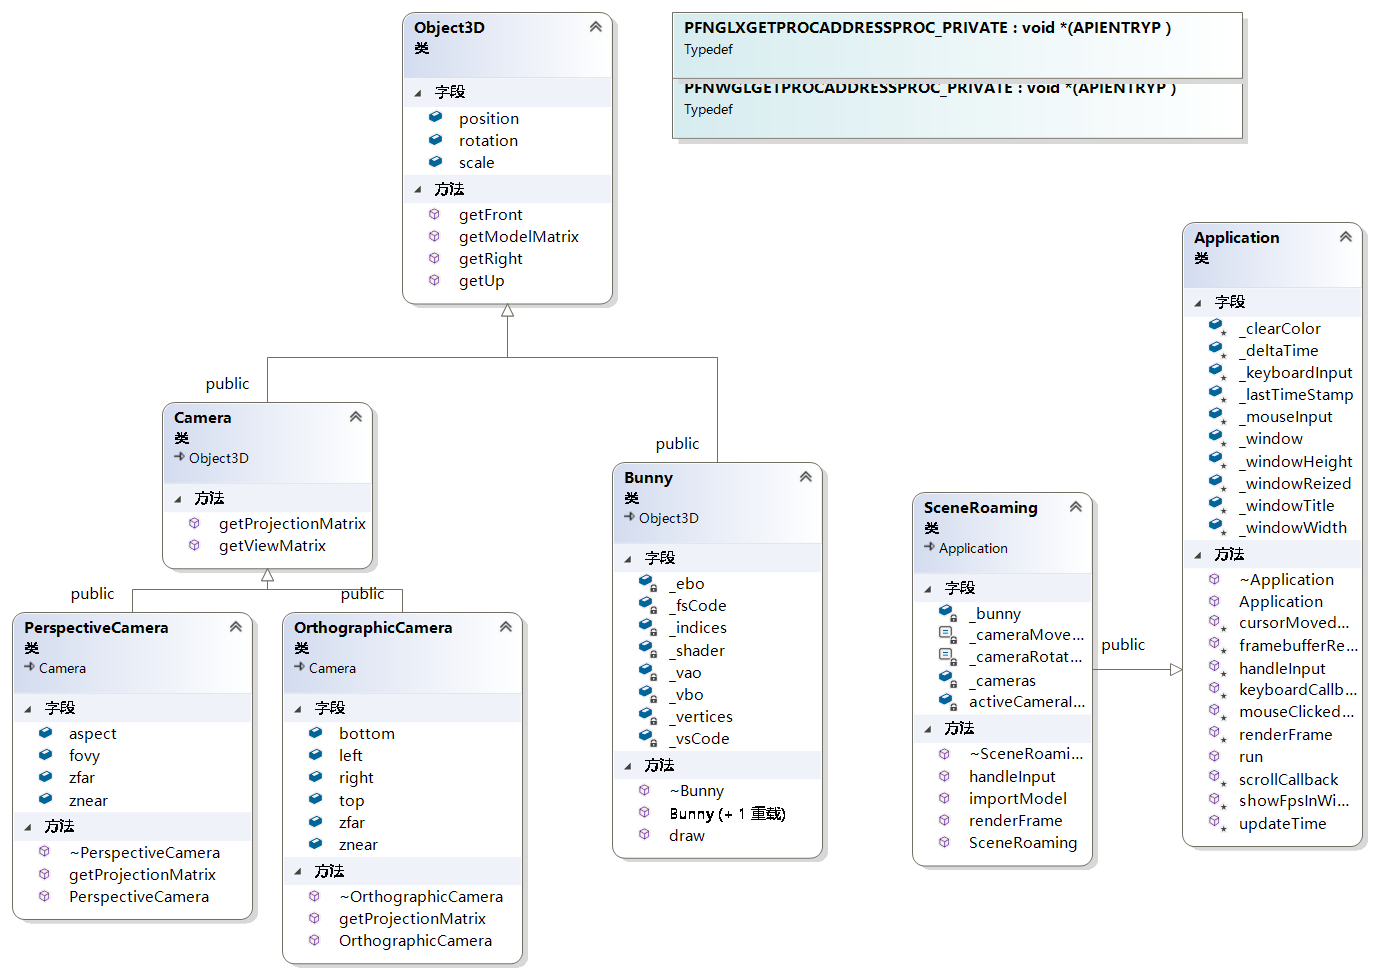 Object3D
类
字段
position
rotation
scale
方法
getFront
getModelMatrix
getRight
getUp
PFNGLXGETPROCADDRESSPROC_PRIVATE : void *(APIENTRYP )
Typedef
PFNWGLGETPROCADDRESSPROC_PRIVATE : void *(APIENTRYP )
Typedef
public
Camera
类
Object3D
方法
getProjectionMatrix
getViewMatrix
public
PerspectiveCamera
类
Camera
字段
aspect
fovy
zfar
znear
方法
~PerspectiveCamera
getProjectionMatrix
PerspectiveCamera
public
OrthographicCamera
类
Camera
字段
bottom
left
right
top
zfar
znear
方法
~OrthographicCamera
getProjectionMatrix
OrthographicCamera
public
Bunny
类
Object3D
字段
_ebo
_fsCode
_indices
_shader
_vao
_vbo
_vertices
_vsCode
方法
~Bunny
Bunny (+ 1 重载)
draw
SceneRoaming
类
Application
字段
_bunny
_cameraMove...
_cameraRotat...
_cameras
activeCameraI...
方法
~SceneRoami...
handleInput
importModel
renderFrame
SceneRoaming
public
Application
类
字段
_clearColor
_deltaTime
_keyboardInput
_lastTimeStamp
_mouseInput
_window
_windowHeight
_windowReized
_windowTitle
_windowWidth
方法
~Application
Application
cursorMoved...
framebufferRe...
handleInput
keyboardCallb...
mouseClicked...
renderFrame
run
scrollCallback
showFpsInWi...
updateTime